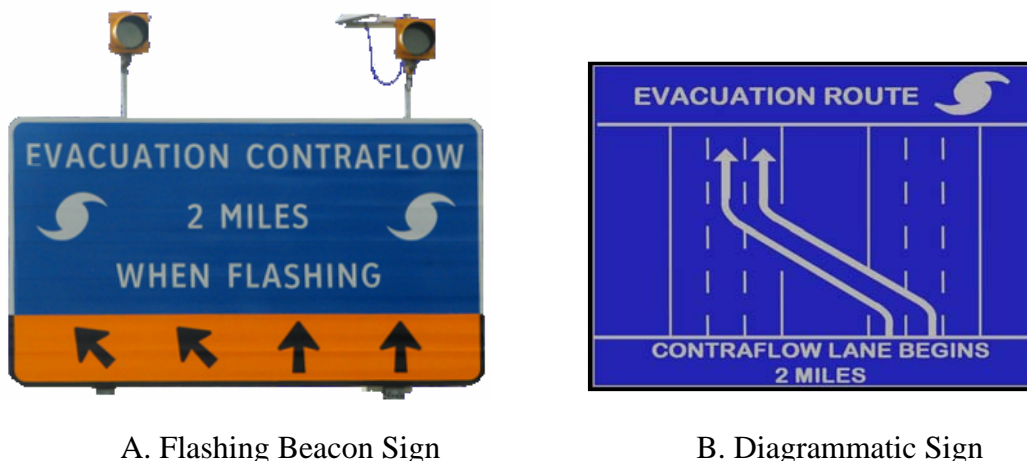 EVACUATION CONTRAFLOW
2 MILES
WHEN FLASHING
A. Flashing Beacon Sign
EVACUATION ROUTE
CONTRAFLOW LANE BEGINS
2 MILES
B. Diagrammatic Sign